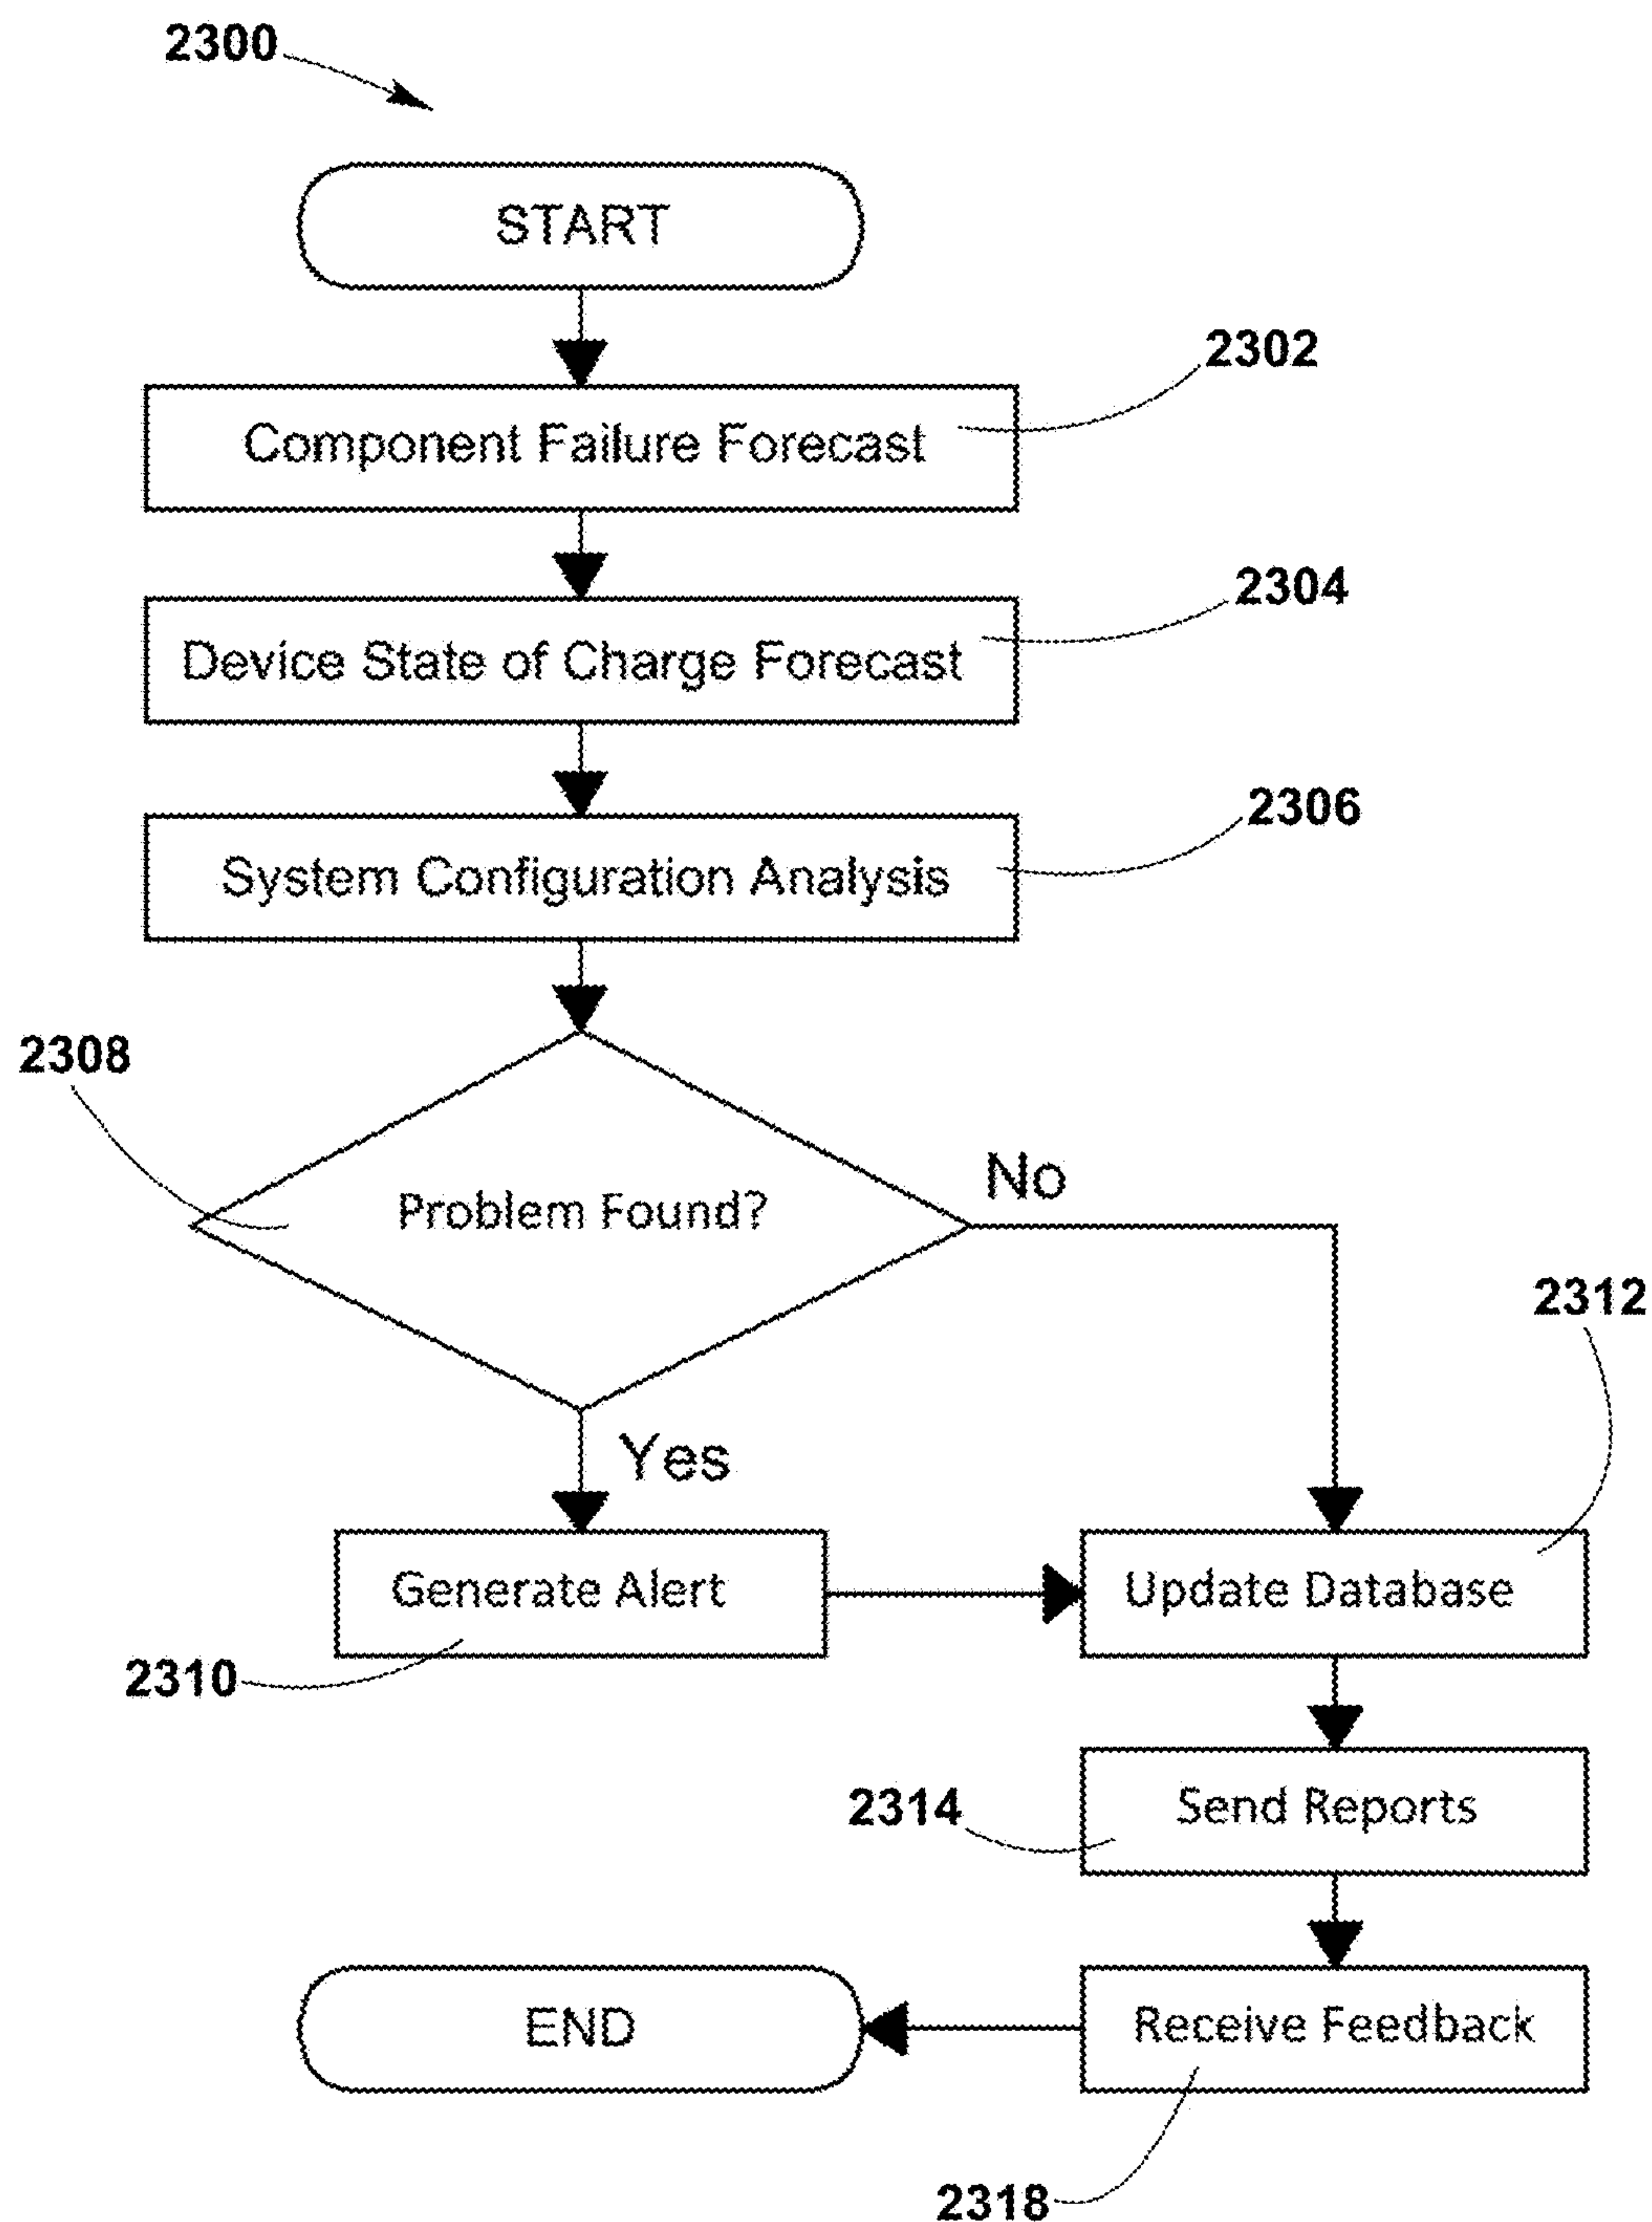 2300
START
2302
Component Failure Forecast
2304
Device State of Charge Forecast
2306
System Configuration Analysis
2308
Problem Found?
No
2312
Yes
Generate Alert
Update Database
2310
2314
Send Reports
END
Receive Feedback
2318